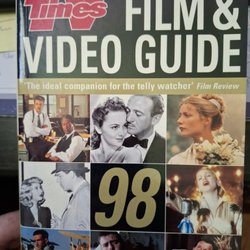 Times
FILM &
VIDEO GUIDE
'The ideal companion for the telly watcher' Film Review
98